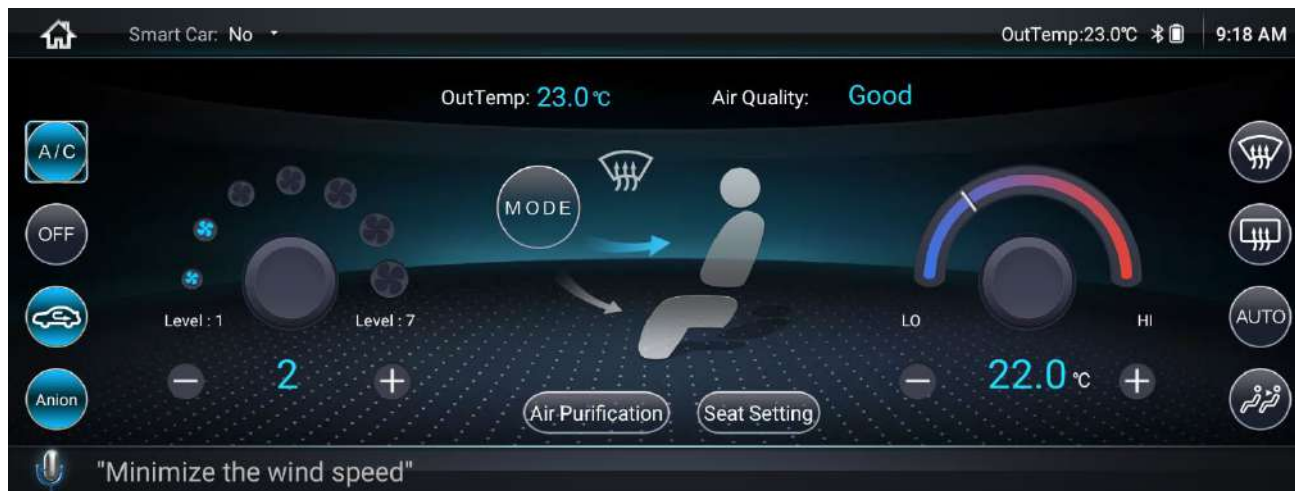 Smart Car: No
OutTemp:23.0℃
9:18 AM
OutTemp: 23.0℃
Air Quality: Good
A/C
OFF
MODE
Level : 1
Level : 7
LO
HI
AUTO
2
22.0℃
Anion
Air Purification
Seat Setting
"Minimize the wind speed"